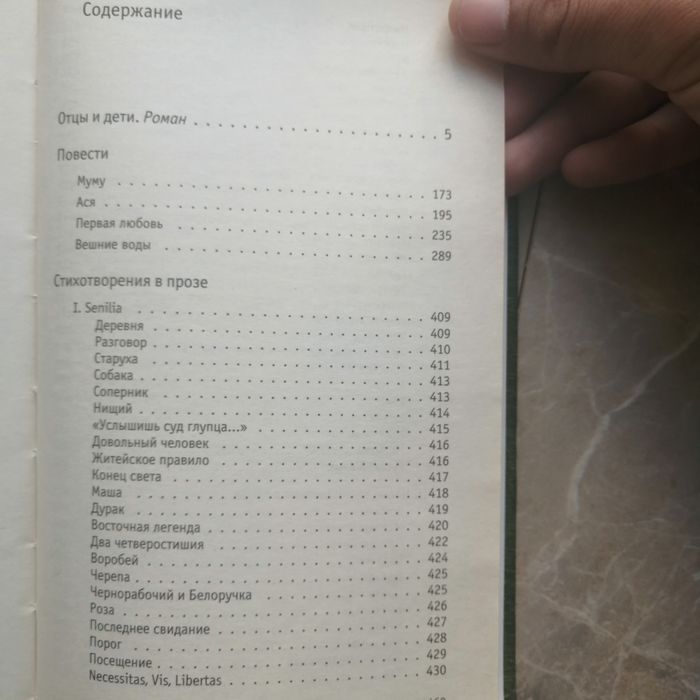 Содержание
Отцы и дети. Роман . . . . . . . . . . . . . . . . . . . . . 5
Повести
Муму . . . . . . . . . . . . . . . . . . . . . . . . . . 173
Ася . . . . . . . . . . . . . . . . . . . . . . . . . . . 195
Первая любовь . . . . . . . . . . . . . . . . . . . . . 235
Вешние воды . . . . . . . . . . . . . . . . . . . . . . 289
Стихотворения в прозе
I. Senilia . . . . . . . . . . . . . . . . . . . . . . . . 409
Деревня . . . . . . . . . . . . . . . . . . . . . . . . 409
Разговор . . . . . . . . . . . . . . . . . . . . . . . . 410
Старуха . . . . . . . . . . . . . . . . . . . . . . . . 411
Собака . . . . . . . . . . . . . . . . . . . . . . . . . 413
Соперник . . . . . . . . . . . . . . . . . . . . . . . 413
Нищий . . . . . . . . . . . . . . . . . . . . . . . . . 414
«Услышишь суд глупца...» . . . . . . . . . . . . . . . 415
Довольный человек . . . . . . . . . . . . . . . . . . 416
Житейское правило . . . . . . . . . . . . . . . . . . 416
Конец света . . . . . . . . . . . . . . . . . . . . . . 417
Маша . . . . . . . . . . . . . . . . . . . . . . . . . . 418
Дурак . . . . . . . . . . . . . . . . . . . . . . . . . 419
Восточная легенда . . . . . . . . . . . . . . . . . . 420
Два четверостишия . . . . . . . . . . . . . . . . . . 422
Воробей . . . . . . . . . . . . . . . . . . . . . . . . 424
Черепа . . . . . . . . . . . . . . . . . . . . . . . . . 425
Чернорабочий и Белоручка . . . . . . . . . . . . . . 425
Роза . . . . . . . . . . . . . . . . . . . . . . . . . . 426
Последнее свидание . . . . . . . . . . . . . . . . . 427
Порог . . . . . . . . . . . . . . . . . . . . . . . . . 428
Посещение . . . . . . . . . . . . . . . . . . . . . . . 429
Necessitas, Vis, Libertas . . . . . . . . . . . . . . . 430